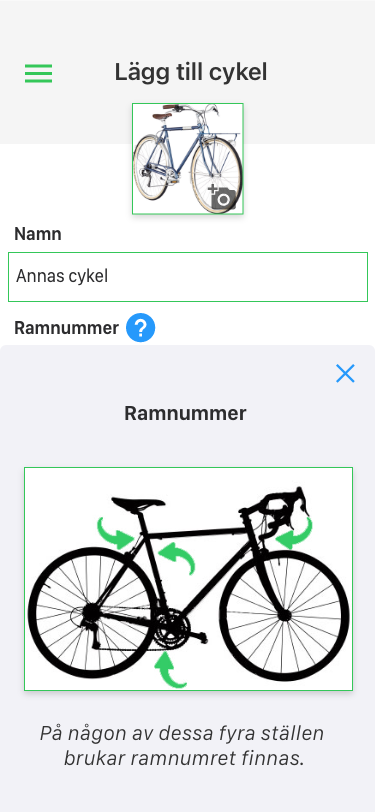 Lägg till cykel
Namn
Annas cykel
Ramnummer ?
Ramnummer
På någon av dessa fyra ställen
brukar ramnumret finnas.